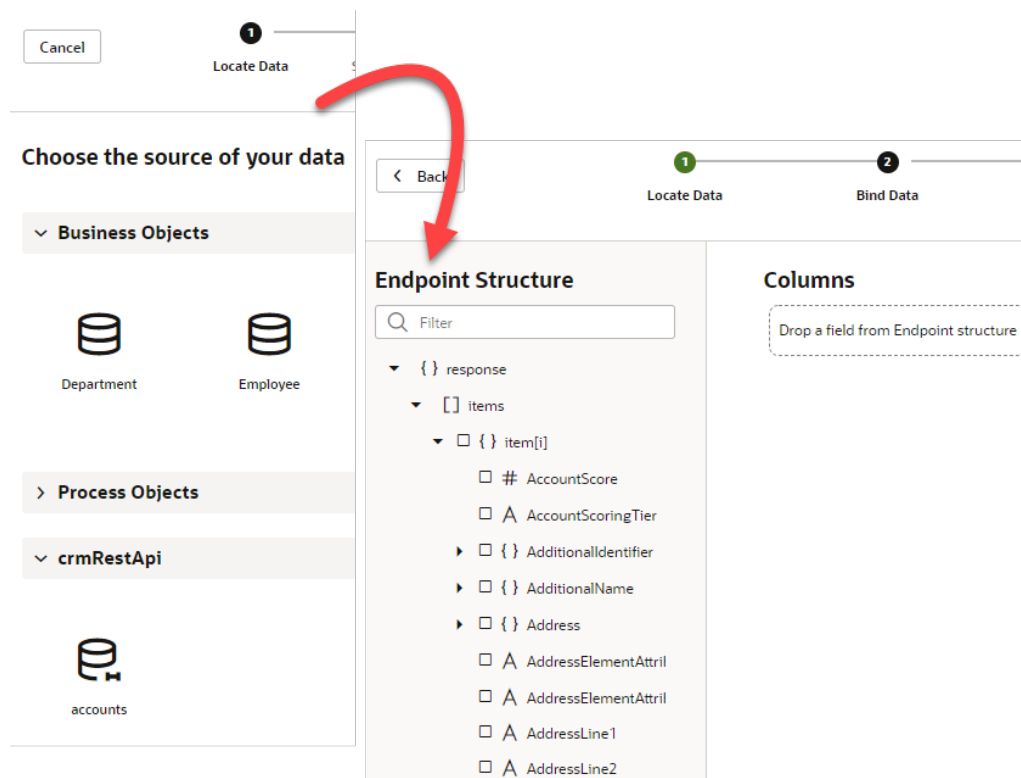 Cancel
1
Locate Data
Choose the source of your data
Business Objects
Department
Employee
Process Objects
crmRestApi
accounts
Back
1
2
Locate Data
Bind Data
Endpoint Structure
Filter
{ } response
[ ] items
{ } item[i]
# AccountScore
A AccountScoringTier
{ } AdditionalIdentifier
{ } AdditionalName
{ } Address
A AddressElementAttril
A AddressElementAttril
A AddressLine1
A AddressLine2
Columns
Drop a field from Endpoint structure